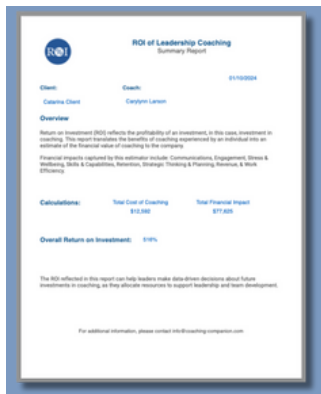 ROI
ROI of Leadership Coaching
Summary Report
01/10/2024
Client:
Coach:
Catarina Client
Carylynn Larson
Overview
Return on Investment (ROI) reflects the profitability of an investment, in this case, investment in
coaching. This report translates the benefits of coaching experienced by an individual into an
estimate of the financial value of coaching to the company.
Financial impacts captured by this estimator include: Communications, Engagement, Stress &
Wellbeing, Skills & Capabilities, Retention, Strategic Thinking & Planning, Revenue, & Work
Efficiency.
Calculations:
Total Cost of Coaching
Total Financial Impact
Overall Return on Investment:
The ROI reflected in this report can help leaders make data-driven decisions about future
investments in coaching, as they allocate resources to support leadership and team development.
For additional information, please contact info@coaching-companion.com